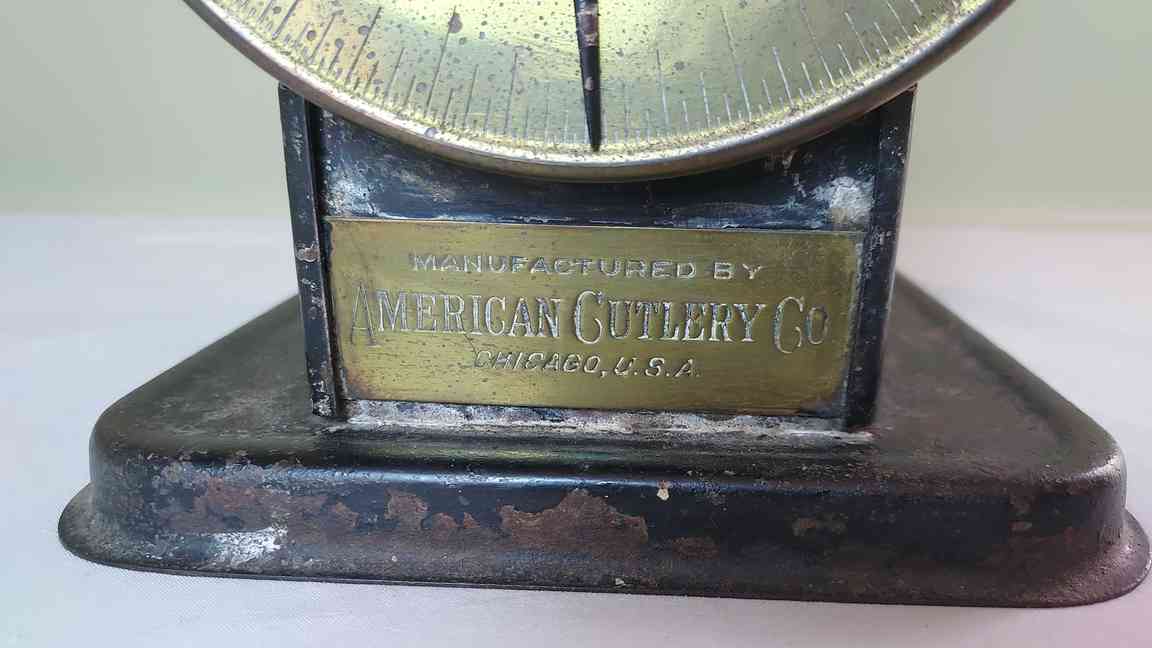 MANUFACTURED BY
AMERICAN CUTLERY CO
CHICAGO, U.S.A.